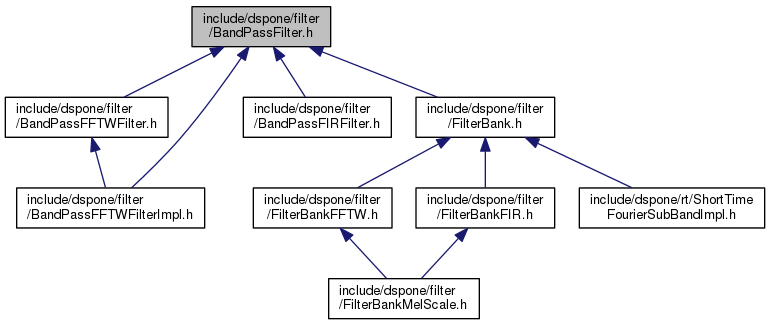 include/dspone/filter
/BandPassFilter.h
include/dspone/filter
/BandPassFFTWFilter.h
include/dspone/filter
/BandPassFIRFilter.h
include/dspone/filter
/FilterBank.h
include/dspone/filter
/BandPassFFTWFilterImpl.h
include/dspone/filter
/FilterBankFFTW.h
include/dspone/filter
/FilterBankFIR.h
include/dspone/rt/ShortTime
FourierSubBandImpl.h
include/dspone/filter
/FilterBankMelScale.h